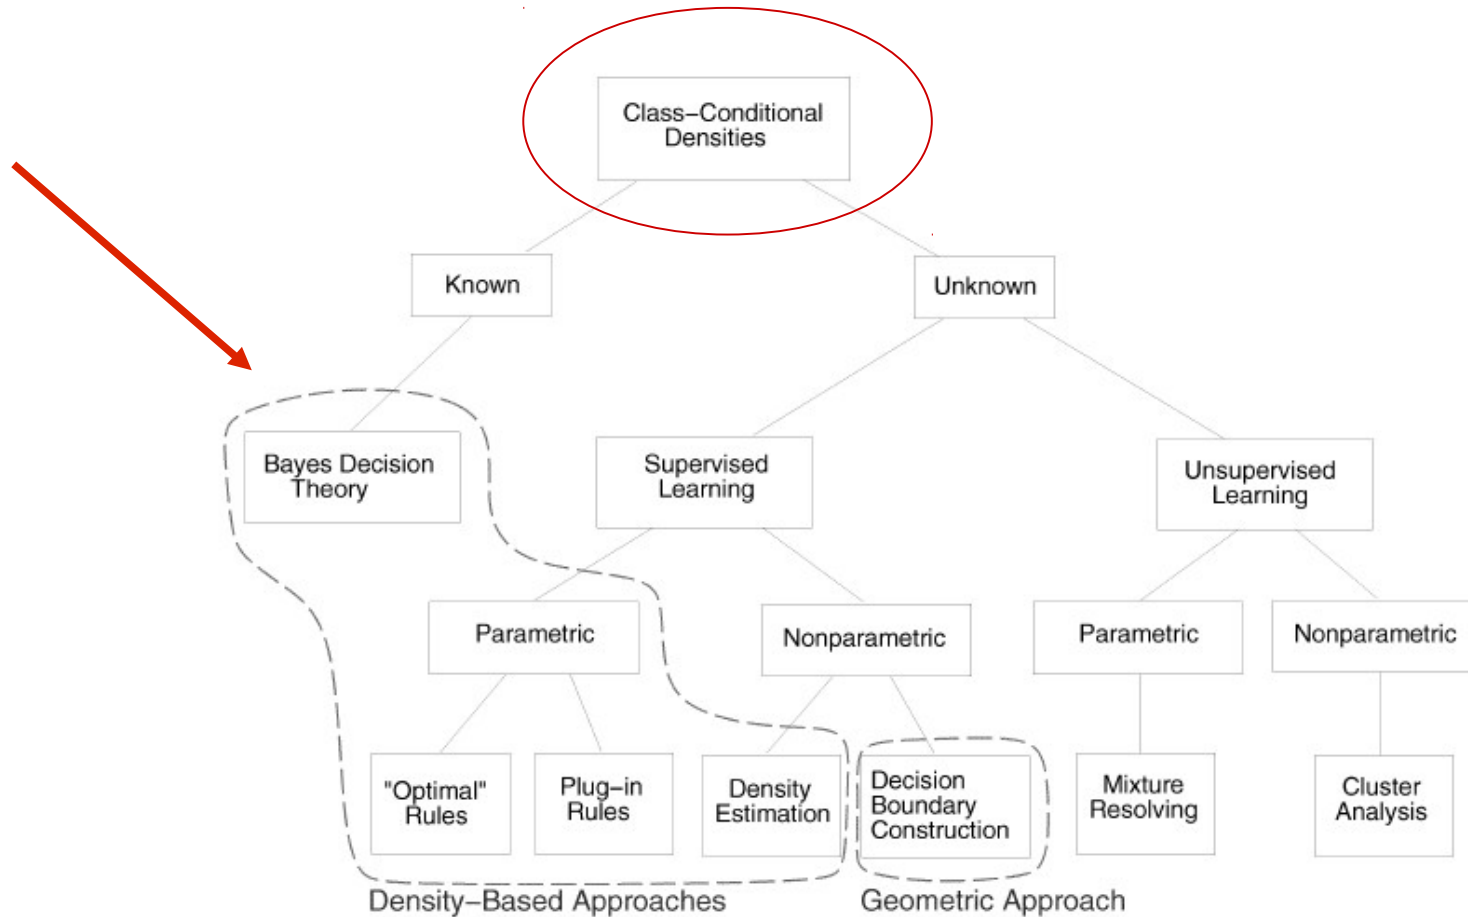 Class–Conditional
Densities
Known
Unknown
Bayes Decision
Theory
Supervised
Learning
Unsupervised
Learning
Parametric
Nonparametric
Parametric
Nonparametric
"Optimal"
Rules
Plug–in
Rules
Density
Estimation
Decision
Boundary
Construction
Mixture
Resolving
Cluster
Analysis
Density–Based Approaches
Geometric Approach